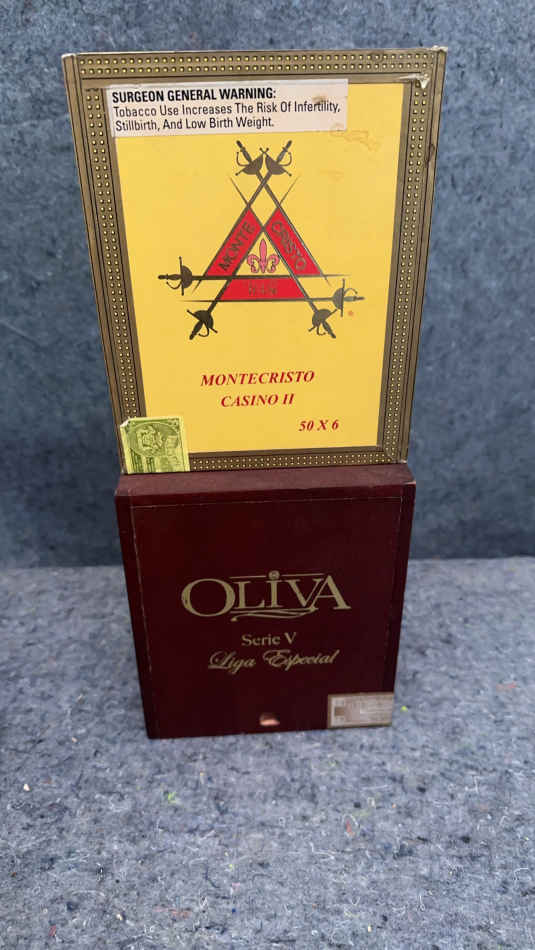 SURGEON GENERAL WARNING:
Tobacco Use Increases The Risk Of Infertility,
Stillbirth, And Low Birth Weight.
MONTE
CRISTO
MONTECRISTO
CASINO II
50 X 6
OLIVA
Serie V
Liga Especial